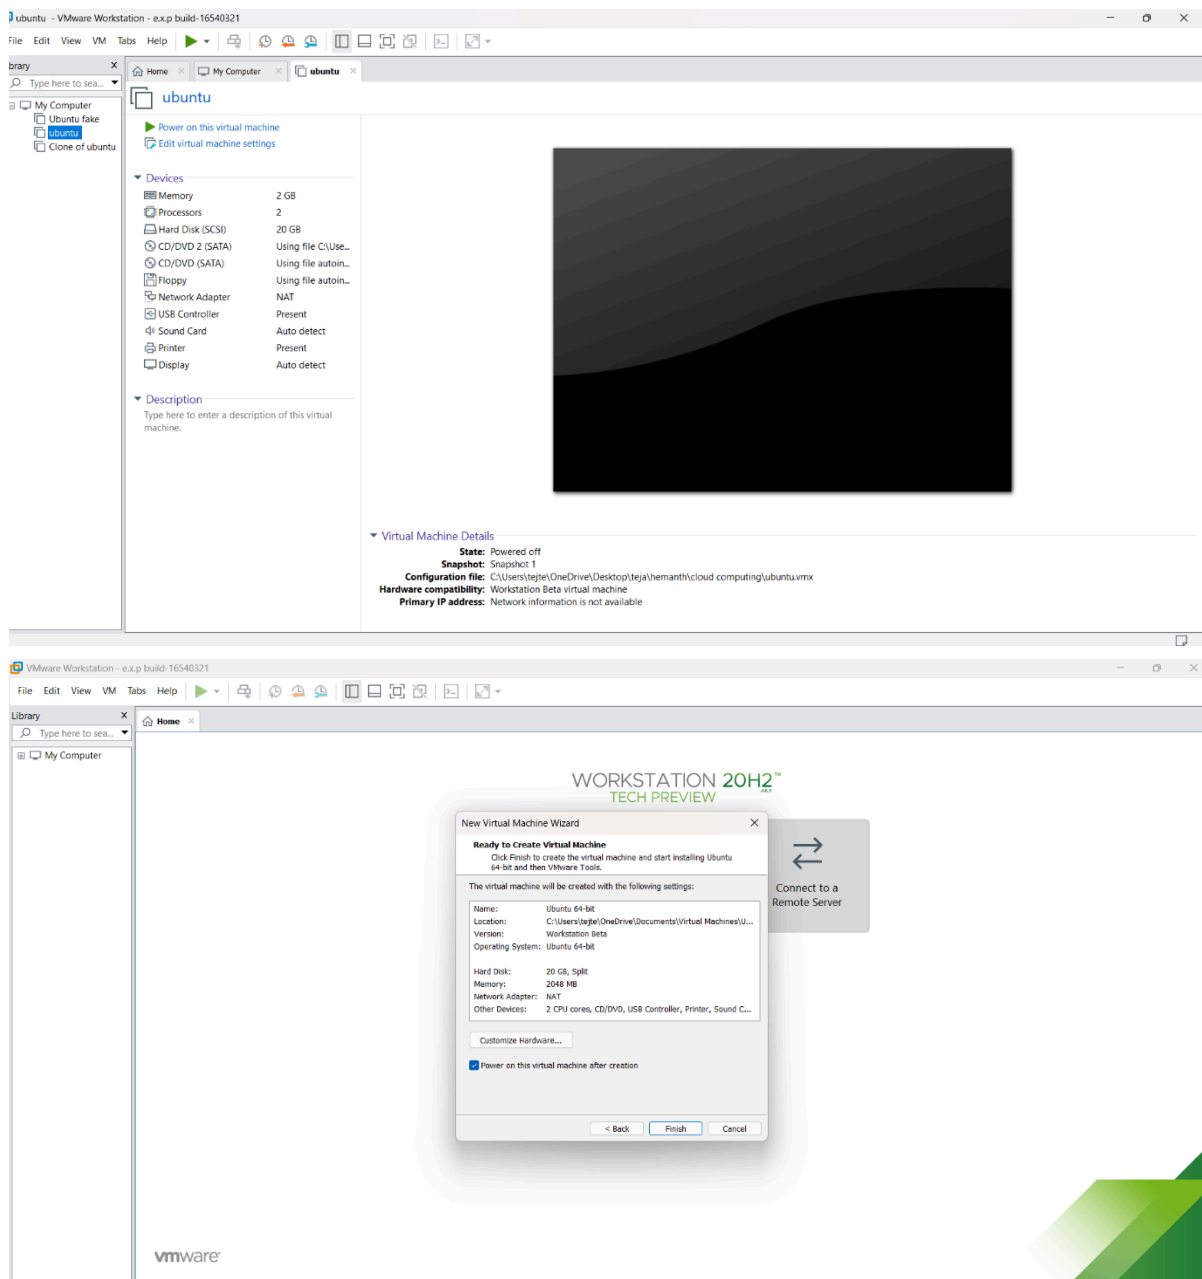 ubuntu - VMware Workstation - e.x.p build-16540321
File Edit View VM Tabs Help
brary X
Type here to sea...
Home My Computer ubuntu
My Computer
Ubuntu fake
ubuntu
Clone of ubuntu
ubuntu
Power on this virtual machine
Edit virtual machine settings
Devices
Memory 2 GB
Processors 2
Hard Disk (SCSI) 20 GB
CD/DVD 2 (SATA) Using file C:\Use...
CD/DVD (SATA) Using file autoin...
Floppy Using file autoin...
Network Adapter NAT
USB Controller Present
Sound Card Auto detect
Printer Present
Display Auto detect
Description
Type here to enter a description of this virtual
machine.
Virtual Machine Details
State: Powered off
Snapshot: Snapshot 1
Configuration file: C:\Users\tejte\OneDrive\Desktop\teja\hemanth\cloud computing\ubuntu.vmx
Hardware compatibility: Workstation Beta virtual machine
Primary IP address: Network information is not available
VMware Workstation - e.x.p build-16540321
File Edit View VM Tabs Help
Library X
Type here to sea...
Home
My Computer
WORKSTATION 20H2™
TECH PREVIEW
New Virtual Machine Wizard
Ready to Create Virtual Machine
Click Finish to create the virtual machine and start installing Ubuntu
64-bit and then VMware Tools.
The virtual machine will be created with the following settings:
Name: Ubuntu 64-bit
Location: C:\Users\tejte\OneDrive\Documents\Virtual Machines\U...
Version: Workstation Beta
Operating System: Ubuntu 64-bit
Hard Disk: 20 GB, Split
Memory: 2048 MB
Network Adapter: NAT
Other Devices: 2 CPU cores, CD/DVD, USB Controller, Printer, Sound C...
Customize Hardware...
Power on this virtual machine after creation
< Back Finish Cancel
Connect to a
Remote Server
vmware